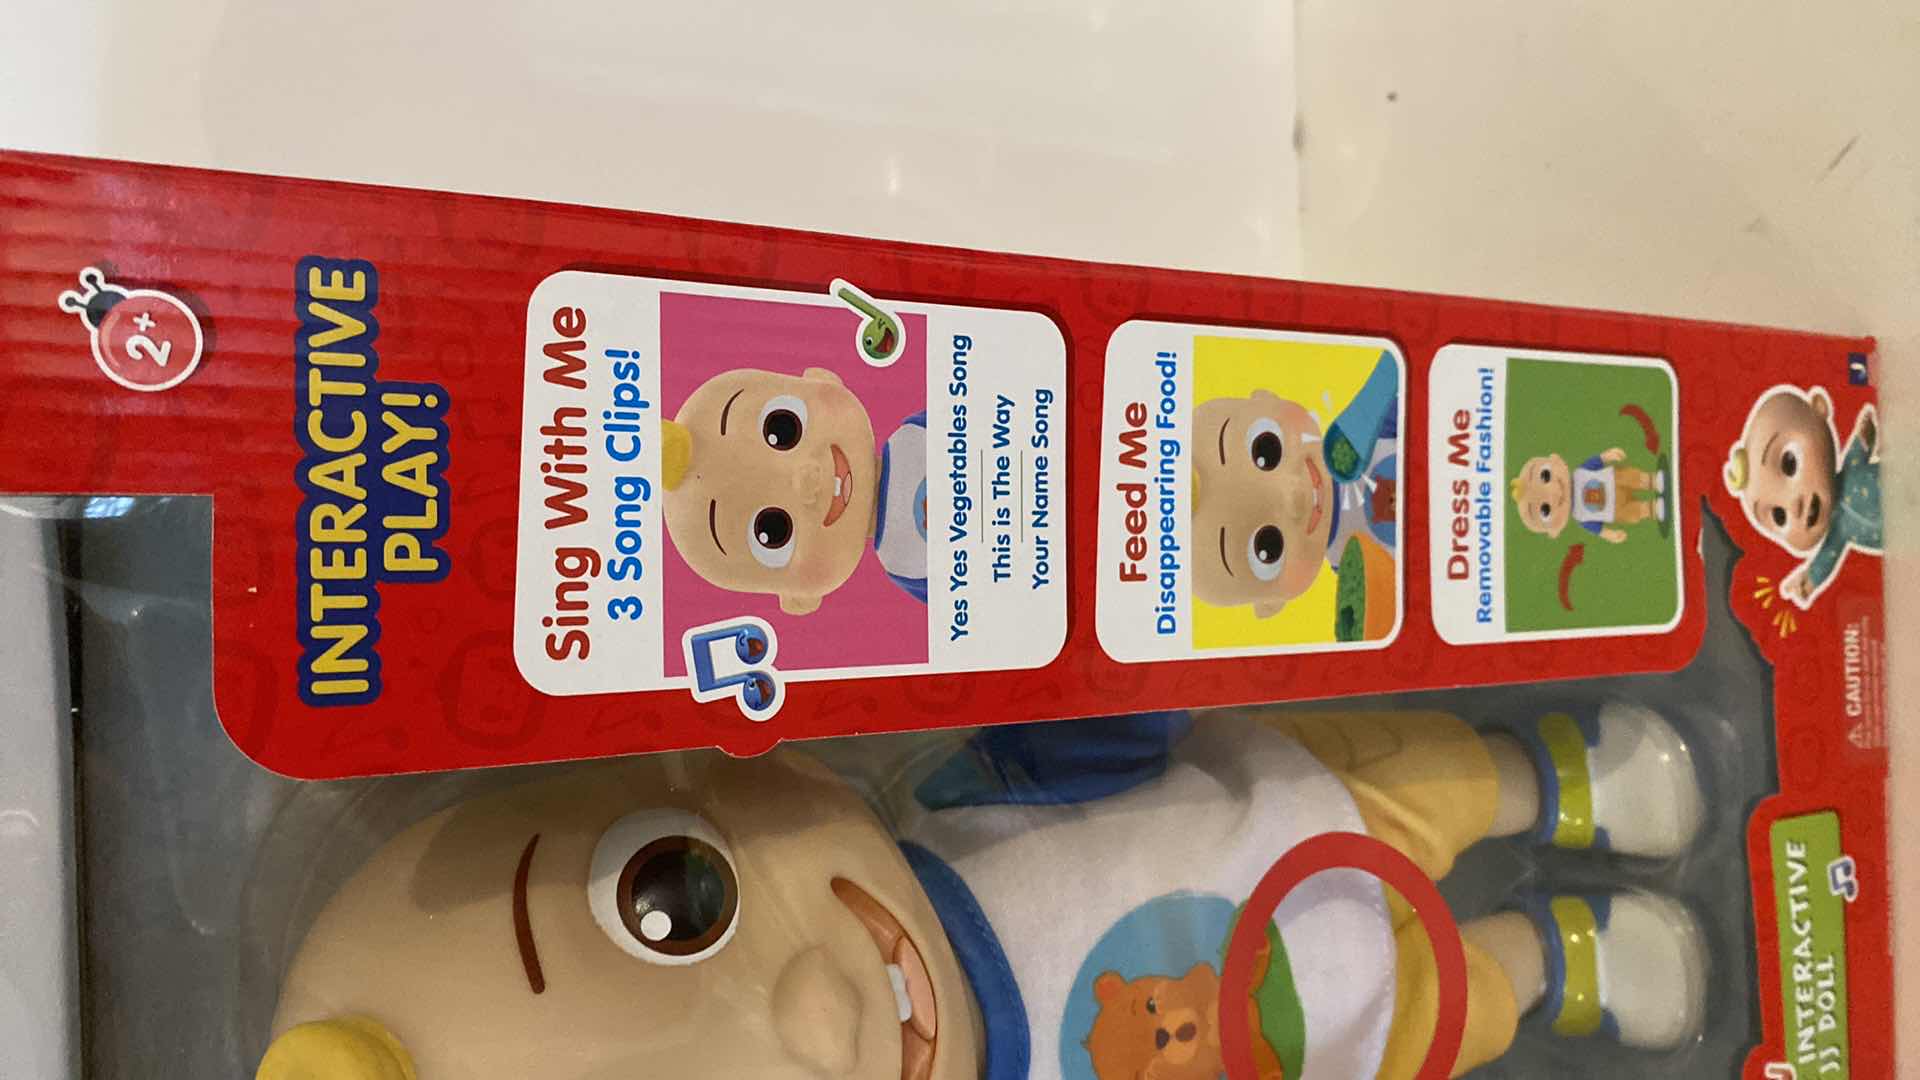 2+
INTERACTIVE
PLAY!
Sing With Me
3 Song Clips!
Yes Yes Vegetables Song
This is The Way
Your Name Song
Feed Me
Disappearing Food!
Dress Me
Removable Fashion!
CAUTION:
INTERACTIVE
DOLL